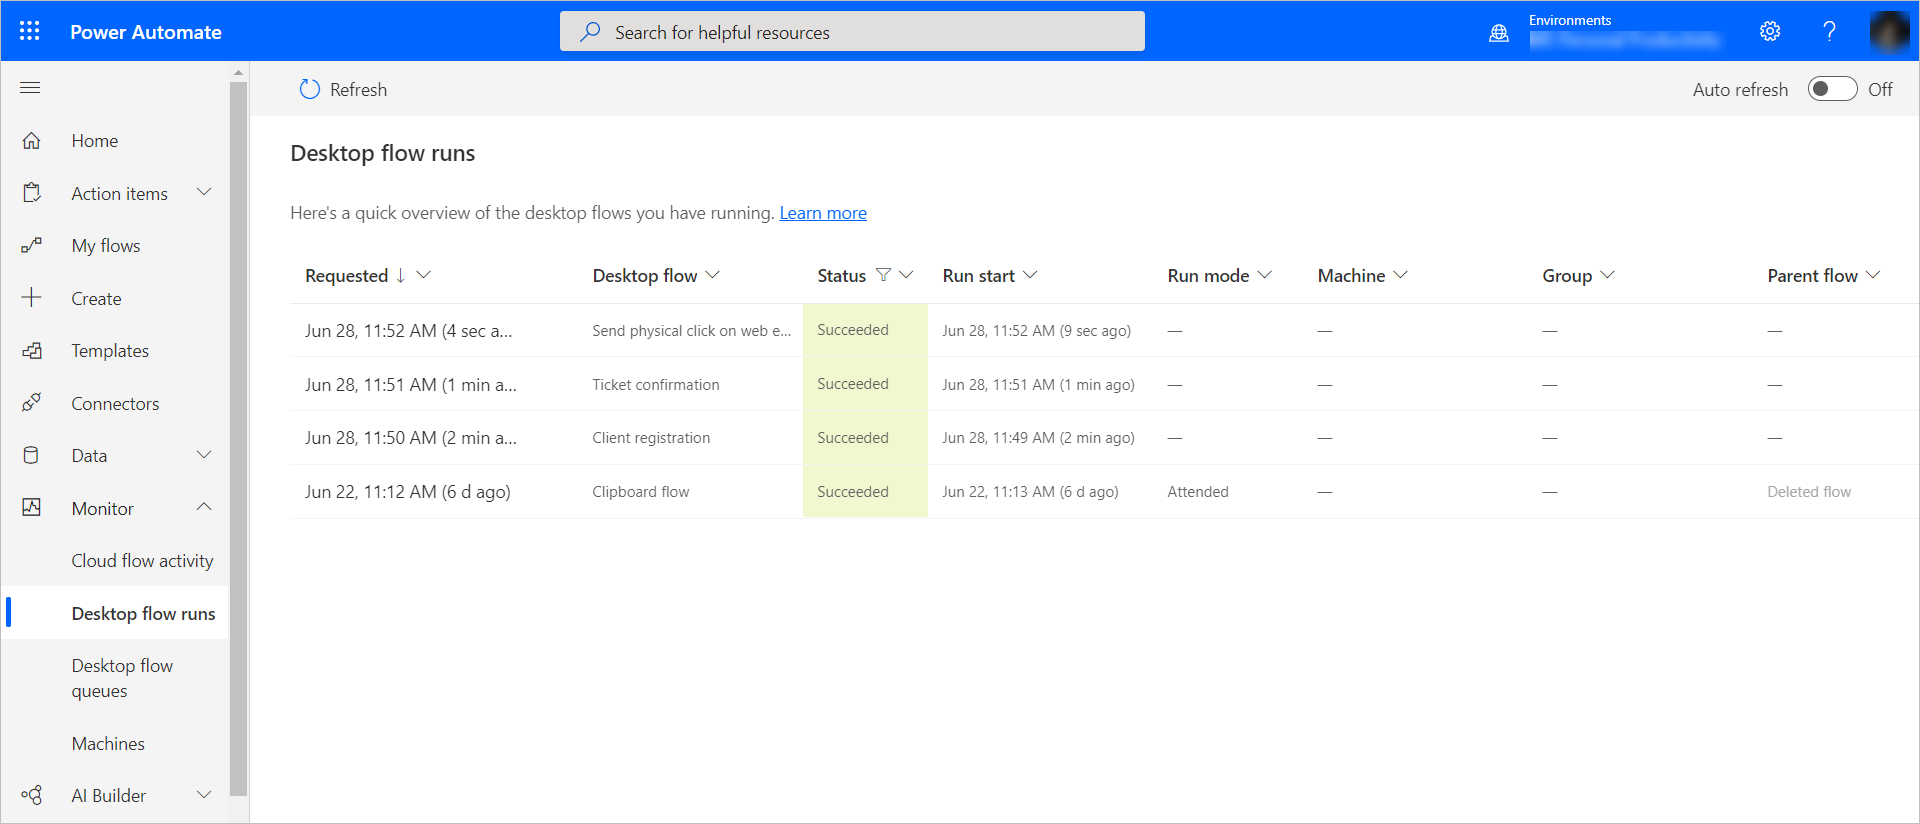 Power Automate
Search for helpful resources
Environments
Refresh
Auto refresh Off
Home
Action items
My flows
Create
Templates
Connectors
Data
Monitor
Cloud flow activity
Desktop flow runs
Desktop flow
queues
Machines
AI Builder
Desktop flow runs
Here's a quick overview of the desktop flows you have running. Learn more
Requested Desktop flow Status Run start Run mode Machine Group Parent flow
Jun 28, 11:52 AM (4 sec a... Send physical click on web e... Succeeded Jun 28, 11:52 AM (9 sec ago) — — — —
Jun 28, 11:51 AM (1 min a... Ticket confirmation Succeeded Jun 28, 11:51 AM (1 min ago) — — — —
Jun 28, 11:50 AM (2 min a... Client registration Succeeded Jun 28, 11:49 AM (2 min ago) — — — —
Jun 22, 11:12 AM (6 d ago) Clipboard flow Succeeded Jun 22, 11:13 AM (6 d ago) Attended — — Deleted flow